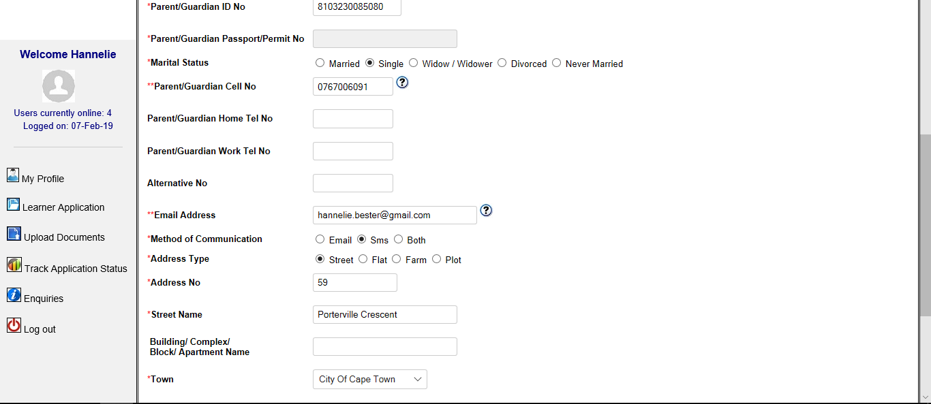 *Parent/Guardian ID No 8103230085080
*Parent/Guardian Passport/Permit No
Welcome Hannelie
*Marital Status Married Single Widow / Widower Divorced Never Married
**Parent/Guardian Cell No 0767006091 ?
Users currently online: 4
Parent/Guardian Home Tel No
Logged on: 07-Feb-19
Parent/Guardian Work Tel No
My Profile
Alternative No
Learner Application
**Email Address hannelie.bester@gmail.com ?
Upload Documents
*Method of Communication Email Sms Both
*Address Type Street Flat Farm Plot
Track Application Status
*Address No 59
Enquiries
*Street Name Porterville Crescent
Log out
Building/ Complex/
Block/ Apartment Name
*Town City Of Cape Town